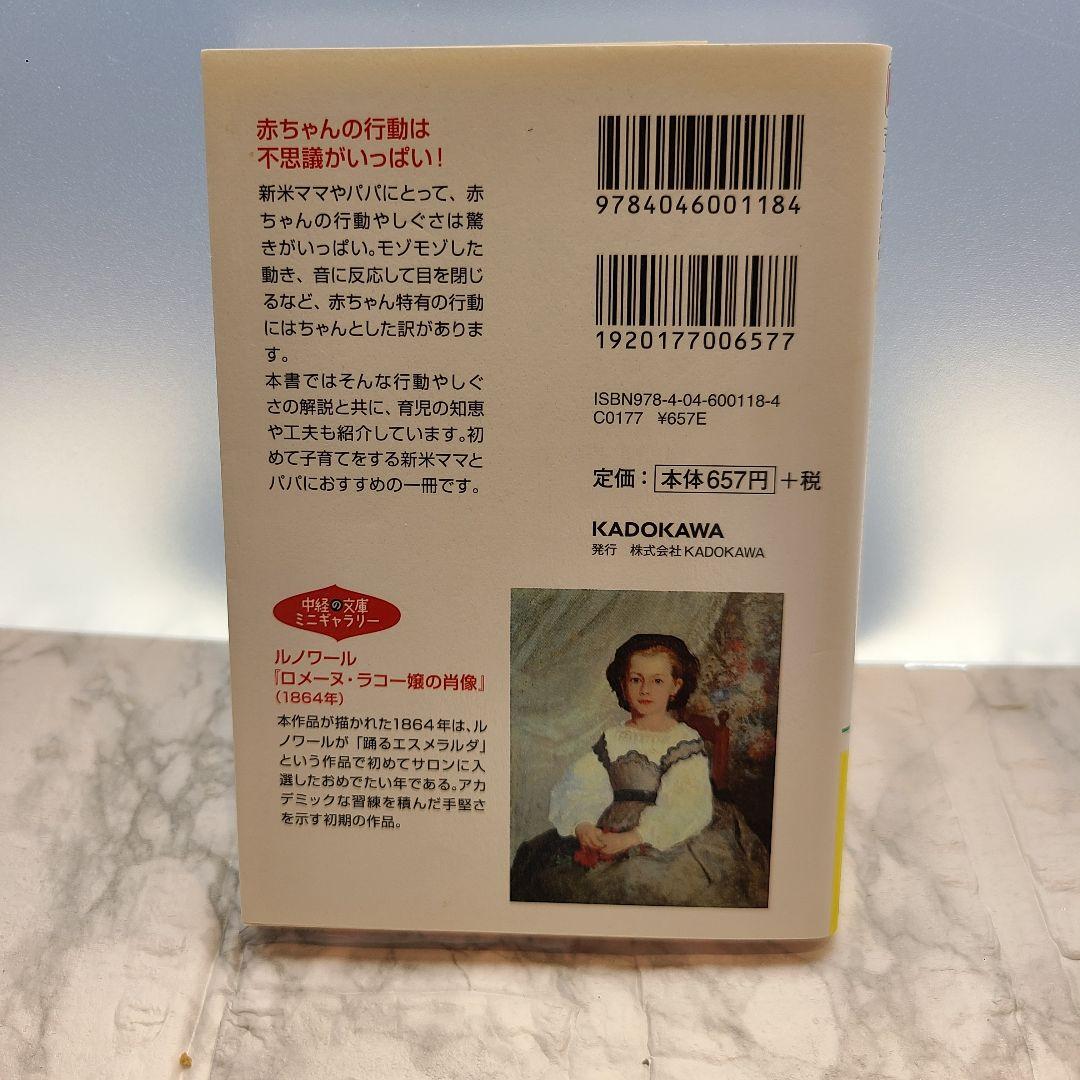 赤ちゃんの行動は
不思議がいっぱい！
新米ママやパパにとって、赤
ちゃんの行動やしぐさは驚
きがいっぱい。モゾモゾした
動き、音に反応して目を閉じ
るなど、赤ちゃん特有の行動
にはちゃんとした訳がありま
す。
本書ではそんな行動やしぐ
さの解説と共に、育児の知恵
や工夫も紹介しています。初
めて子育てをする新米ママと
パパにおすすめの一冊です。
9784046001184
1920177006577
ISBN978-4-04-600118-4
C0177 ¥657E
定価：本体657円+税
KADOKAWA
発行 株式会社KADOKAWA
中経の文庫
ミニギャラリー
ルノワール
『ロメーヌ・ラコー嬢の肖像』
(1864年)
本作品が描かれた1864年は、ル
ノワールが「踊るエスメラルダ」
という作品で初めてサロンに入
選したおめでたい年である。アカ
デミックな習練を積んだ手堅さ
を示す初期の作品。